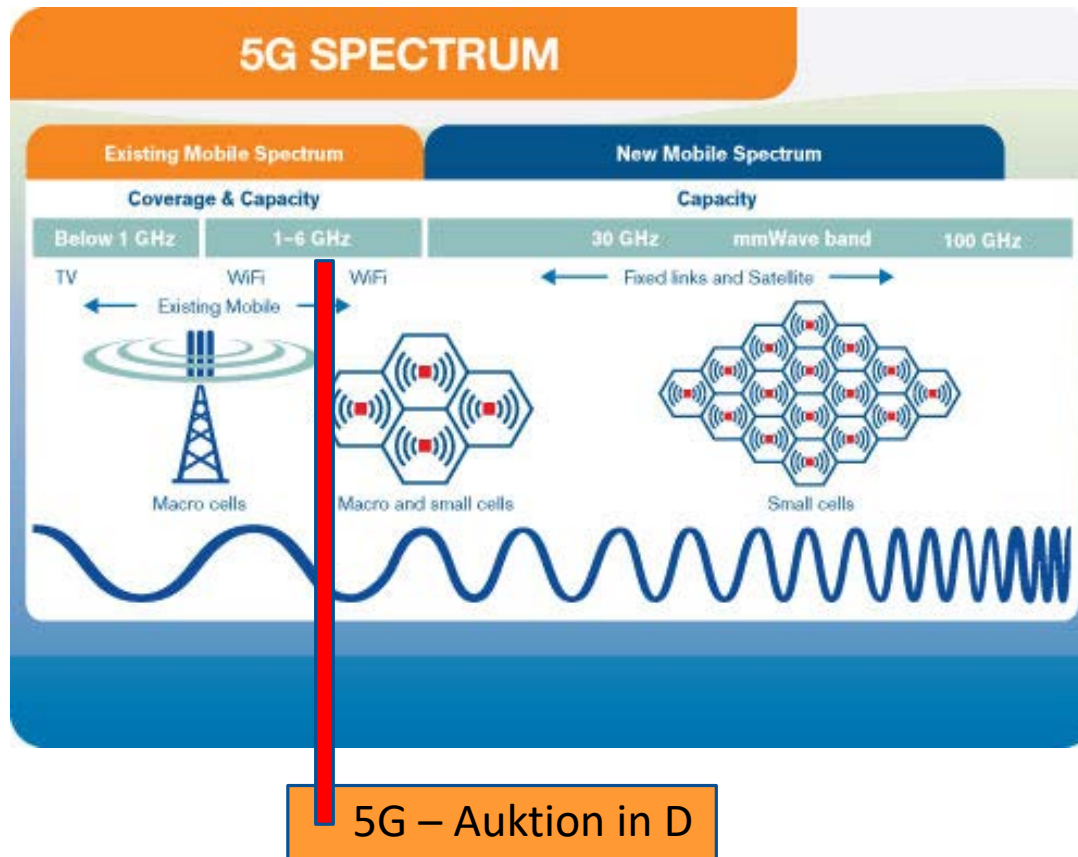 5G SPECTRUM
Existing Mobile Spectrum
New Mobile Spectrum
Coverage & Capacity
Capacity
Below 1 GHz
1–6 GHz
30 GHz
mmWave band
100 GHz
TV
WiFi
WiFi
Fixed links and Satellite
Existing Mobile
Macro cells
Macro and small cells
Small cells
5G – Auktion in D